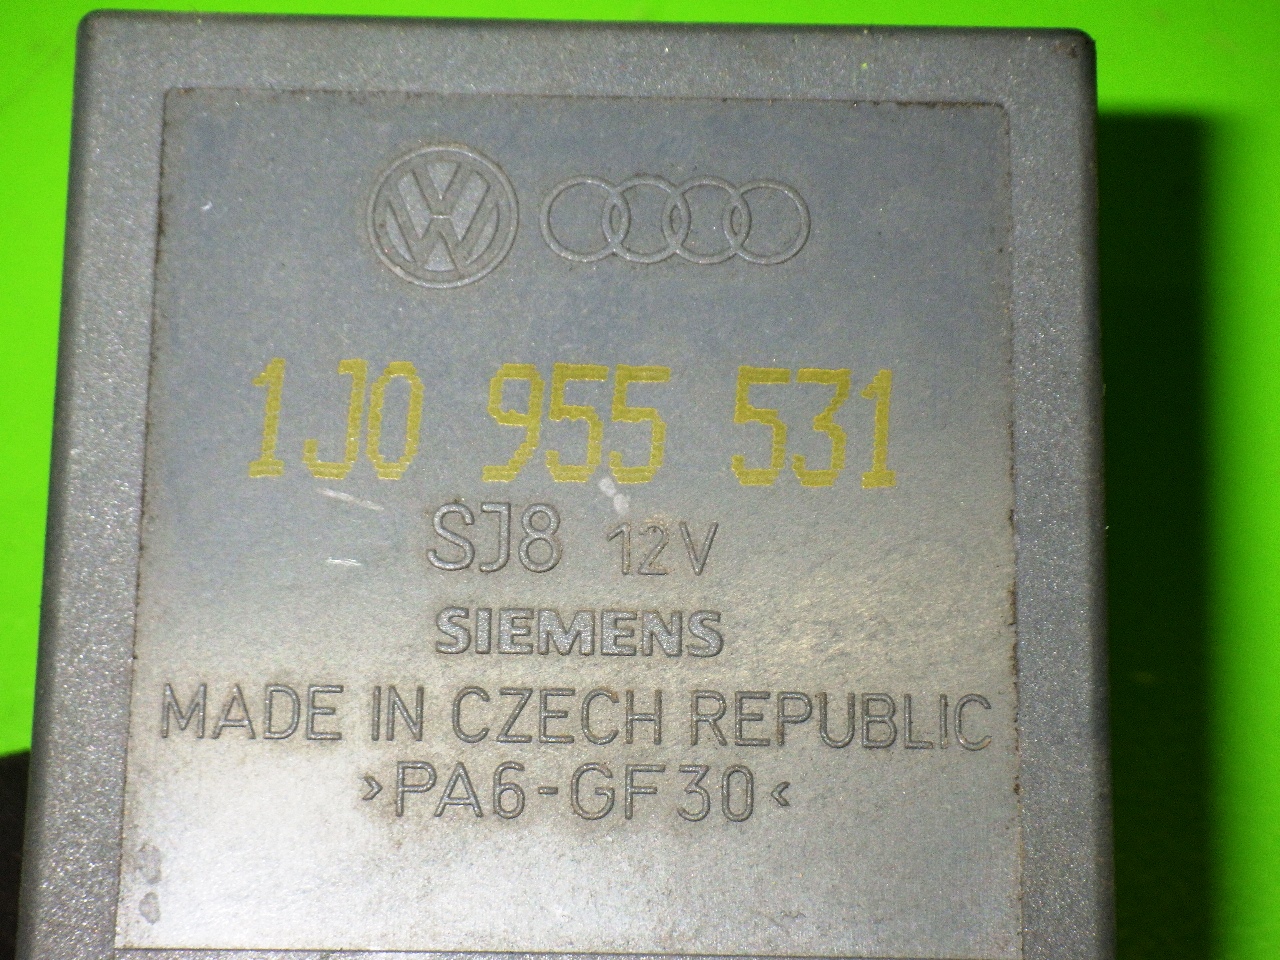 1J0 955 531
SJ8 12V
SIEMENS
MADE IN CZECH REPUBLIC
>PA6-GF30<